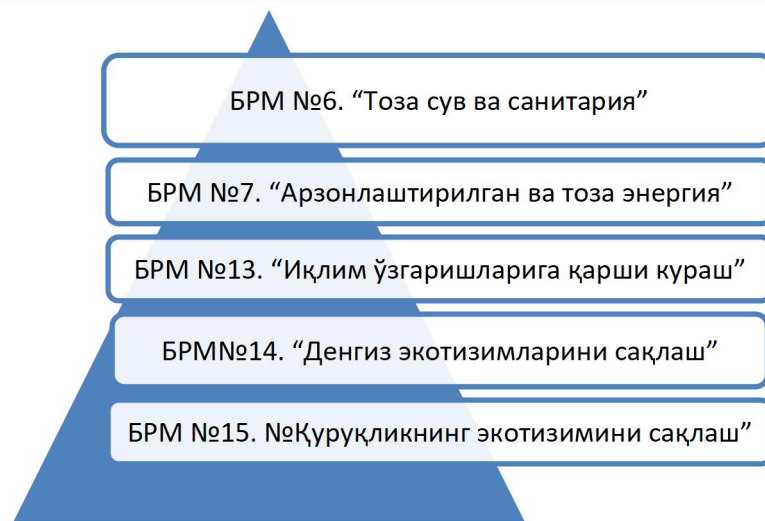 БРМ №6. “Тоза сув ва санитария”
БРМ №7. “Арзонлаштирилган ва тоза энергия”
БРМ №13. “Иқлим ўзгаришларига қарши кураш”
БРМ№14. “Денгиз экотизимларини сақлаш”
БРМ №15. №Қуруқликнинг экотизимини сақлаш”